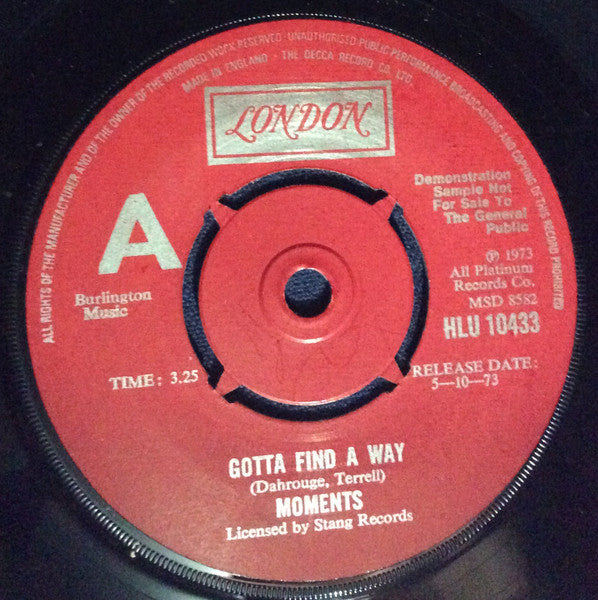 ALL RIGHTS OF THE MANUFACTURER AND OF THE OWNER OF THE RECORDED WORK RESERVED · UNAUTHORISED PUBLIC PERFORMANCE BROADCASTING AND COPYING OF THIS RECORD PROHIBITED
MADE IN ENGLAND · THE DECCA RECORD CO. LTD.
LONDON
A
Demonstration
Sample Not
For Sale To
The General
Public
Burlington
Music
℗ 1973
All Platinum
Records Co.
MSD 8582
HLU 10433
TIME: 3.25
RELEASE DATE:
5—10—73
GOTTA FIND A WAY
(Dahrouge, Terrell)
MOMENTS
Licensed by Stang Records